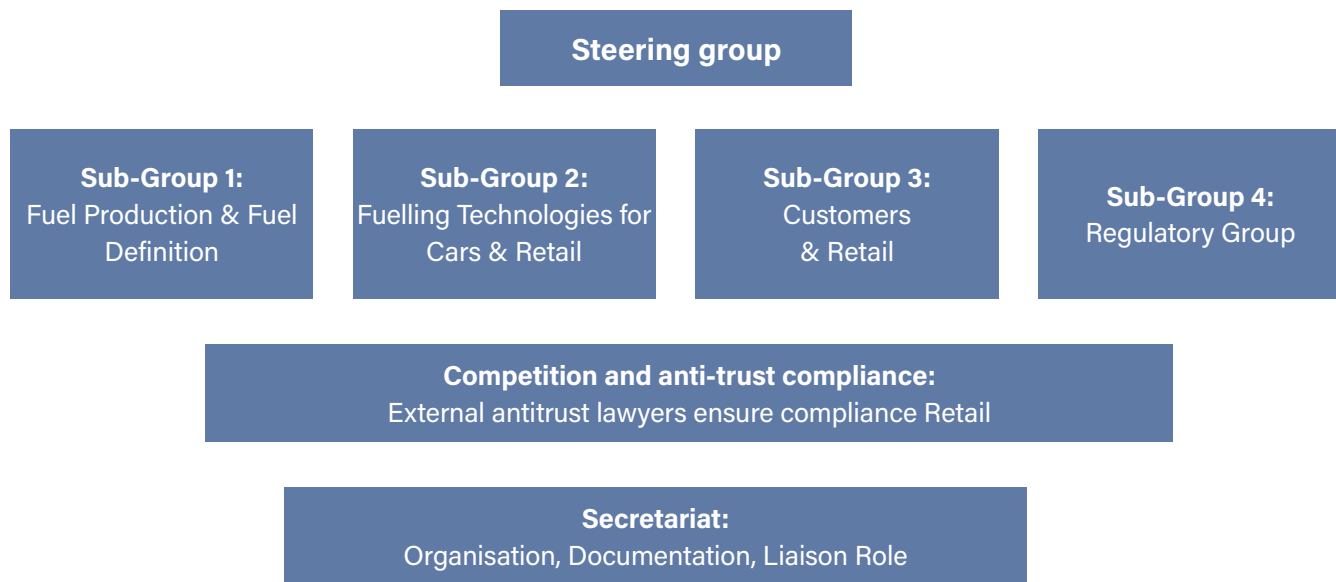 Steering group
Sub-Group 1:
Fuel Production & Fuel
Definition
Sub-Group 2:
Fuelling Technologies for
Cars & Retail
Sub-Group 3:
Customers
& Retail
Sub-Group 4:
Regulatory Group
Competition and anti-trust compliance:
External antitrust lawyers ensure compliance Retail
Secretariat:
Organisation, Documentation, Liaison Role